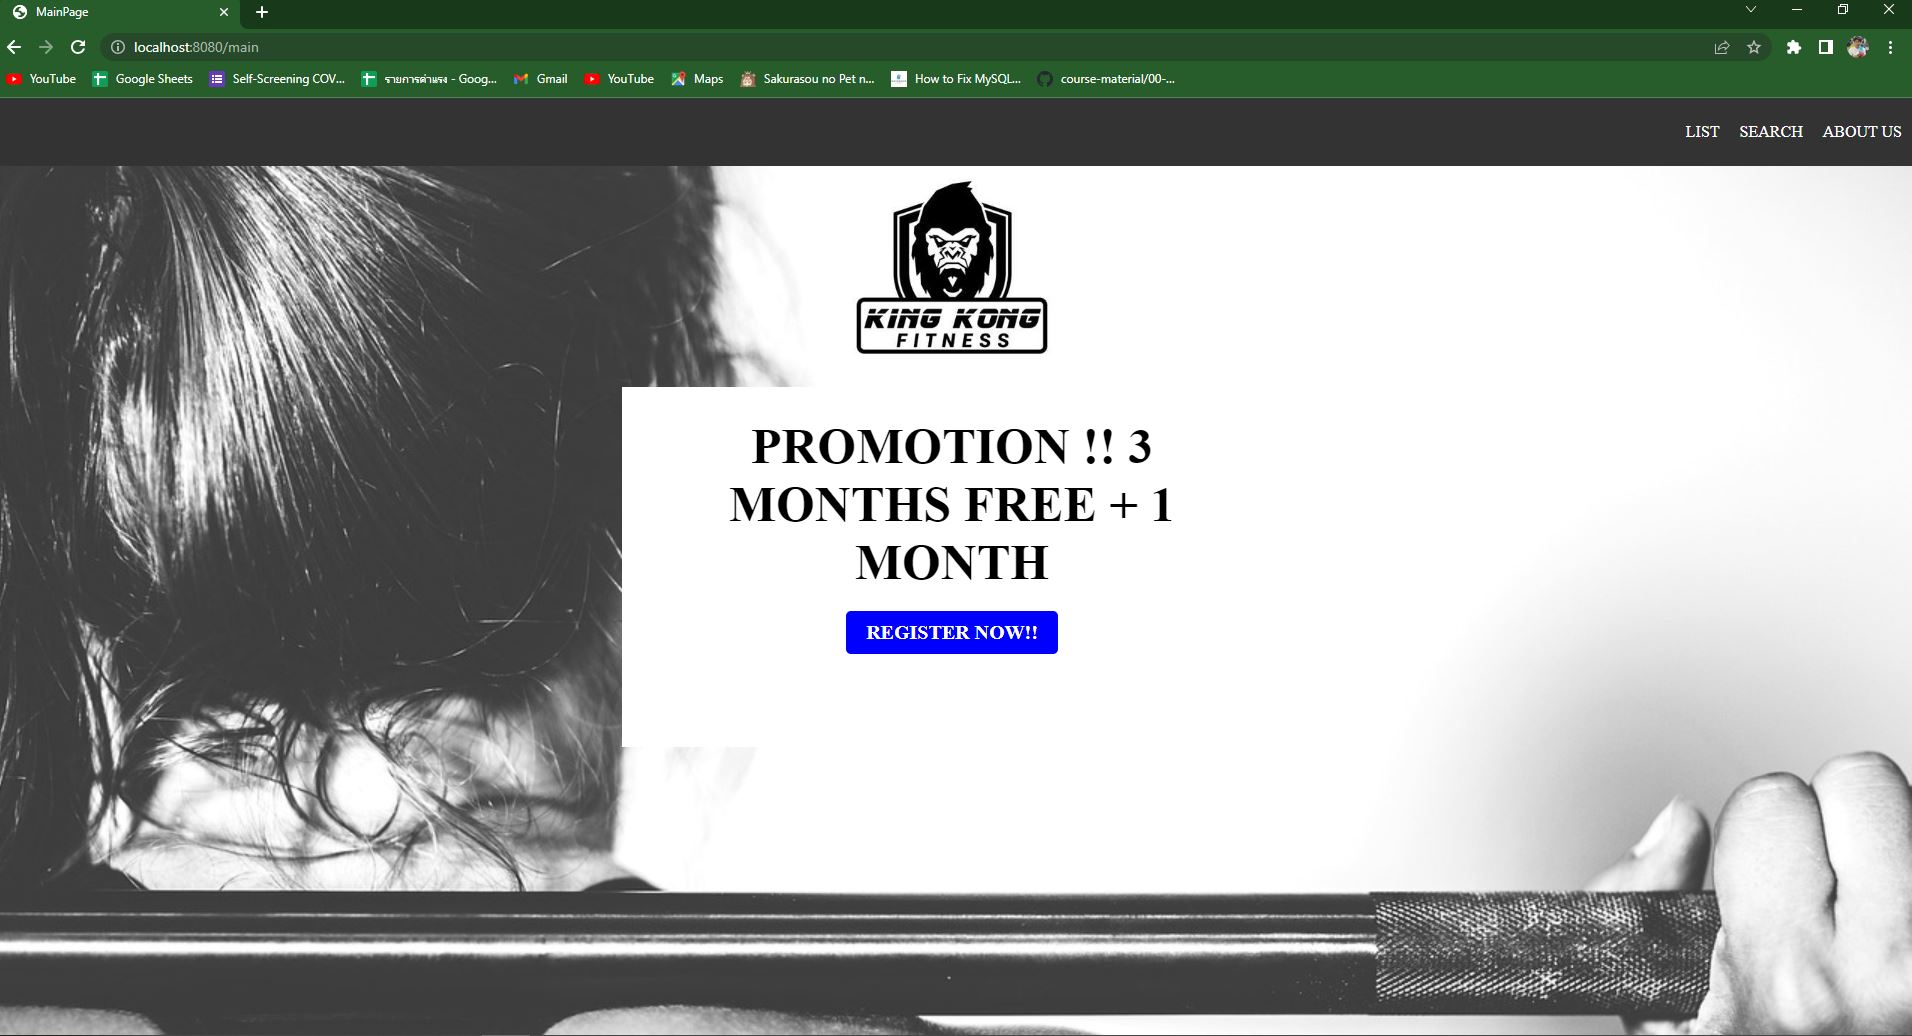 MainPage
localhost:8080/main
YouTube
Google Sheets
Self-Screening COV...
รายการค่าแรง - Goog...
Gmail
YouTube
Maps
Sakurasou no Pet n...
How to Fix MySQL...
course-material/00-...
LIST
SEARCH
ABOUT US
KING KONG
FITNESS
PROMOTION !! 3
MONTHS FREE + 1
MONTH
REGISTER NOW!!